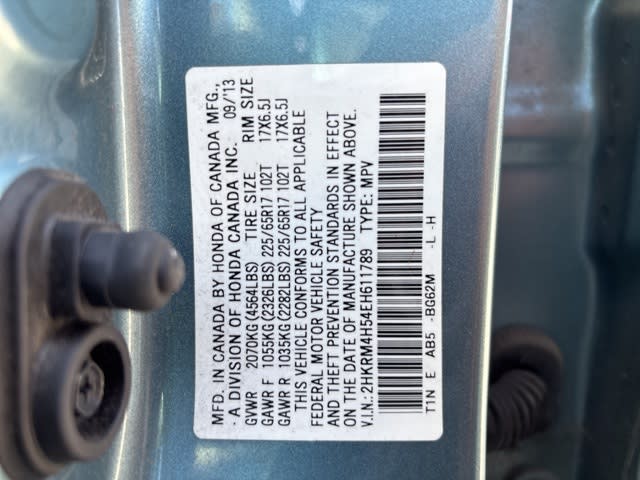 MFD. IN CANADA BY HONDA OF CANADA MFG.,
-A DIVISION OF HONDA CANADA INC. 09/13
GVWR 2070KG(4564LBS) TIRE SIZE RIM SIZE
GAWR F 1055KG(2326LBS)225/65R17 102T 17X6.5J
GAWR R 1035KG(2282LBS)225/65R17 102T 17X6.5J
THIS VEHICLE CONFORMS TO ALL APPLICABLE
FEDERAL MOTOR VEHICLE SAFETY
AND THEFT PREVENTION STANDARDS IN EFFECT
ON THE DATE OF MANUFACTURE SHOWN ABOVE.
V.I.N.: 2HKRM4H54EH611789 TYPE: MPV
T1N E AB5 -BG62M -L -H